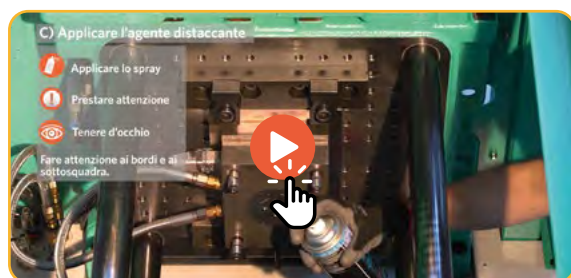 C) Applicare l'agente distaccante
Applicare lo spray
Prestare attenzione
Tenere d'occhio
Fare attenzione ai bordi e ai
sottosquadra.